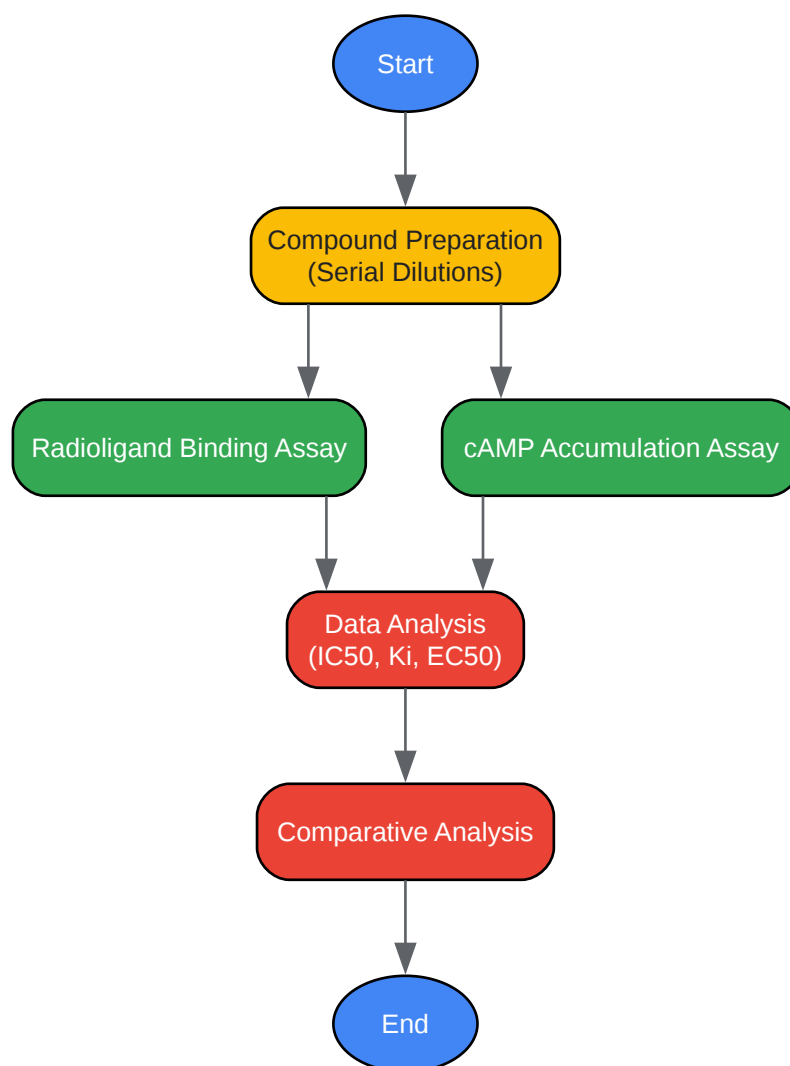 Start
Compound Preparation
(Serial Dilutions)
Radioligand Binding Assay
cAMP Accumulation Assay
Data Analysis
(IC50, Ki, EC50)
Comparative Analysis
End